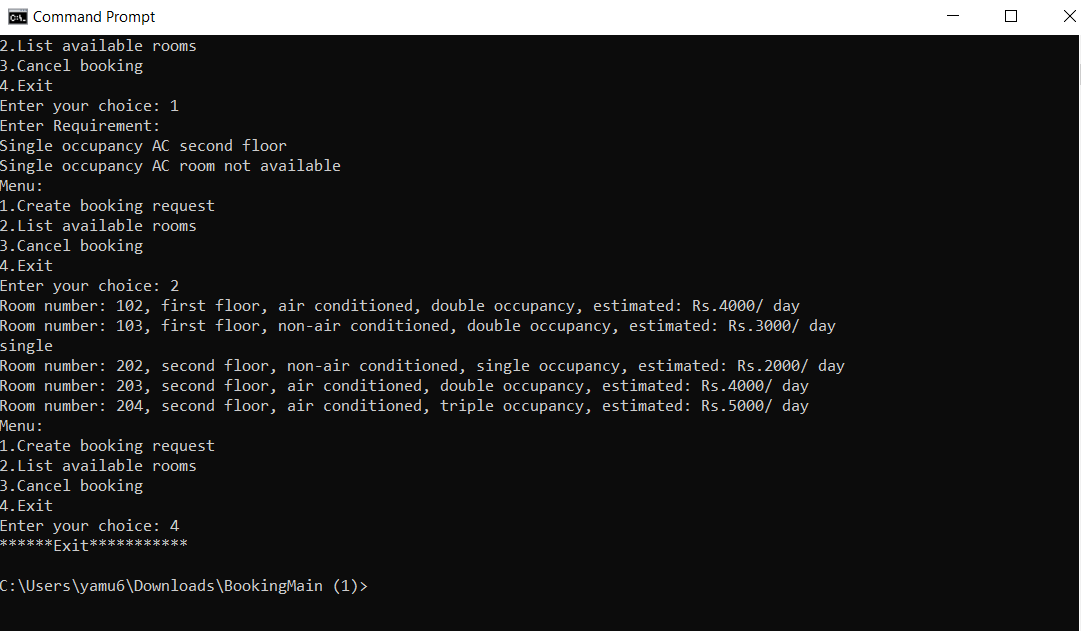 Command Prompt
2.List available rooms
3.Cancel booking
4.Exit
Enter your choice: 1
Enter Requirement:
Single occupancy AC second floor
Single occupancy AC room not available
Menu:
1.Create booking request
2.List available rooms
3.Cancel booking
4.Exit
Enter your choice: 2
Room number: 102, first floor, air conditioned, double occupancy, estimated: Rs.4000/ day
Room number: 103, first floor, non-air conditioned, double occupancy, estimated: Rs.3000/ day
single
Room number: 202, second floor, non-air conditioned, single occupancy, estimated: Rs.2000/ day
Room number: 203, second floor, air conditioned, double occupancy, estimated: Rs.4000/ day
Room number: 204, second floor, air conditioned, triple occupancy, estimated: Rs.5000/ day
Menu:
1.Create booking request
2.List available rooms
3.Cancel booking
4.Exit
Enter your choice: 4
******Exit***********
C:\Users\yamu6\Downloads\BookingMain (1)>